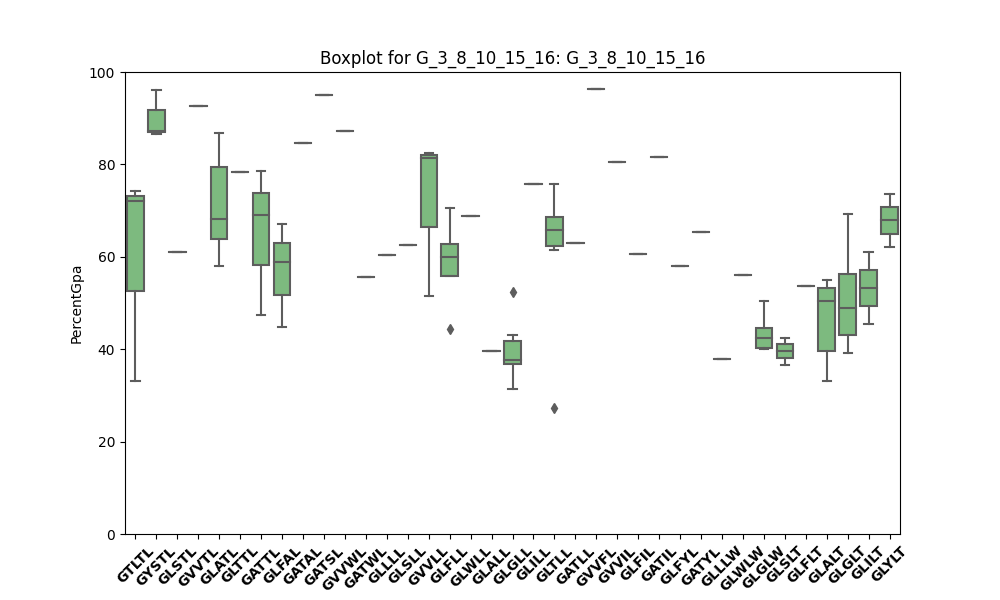 Boxplot for G_3_8_10_15_16: G_3_8_10_15_16
PercentGpa
100
80
60
40
20
0
GTLTL
GYSTL
GLSTL
GVVTL
GLATL
GLTTL
GATTL
GLFAL
GATAL
GATSL
GVVWL
GATWL
GLLLL
GLSLL
GVVLL
GLFLL
GLWLL
GLALL
GLGLL
GLILL
GLTLL
GATLL
GVVFL
GVVIL
GLFIL
GATIL
GLFYL
GATYL
GLLLW
GLWLW
GLGLW
GLSLT
GLFLT
GLALT
GLGLT
GLILT
GLYLT